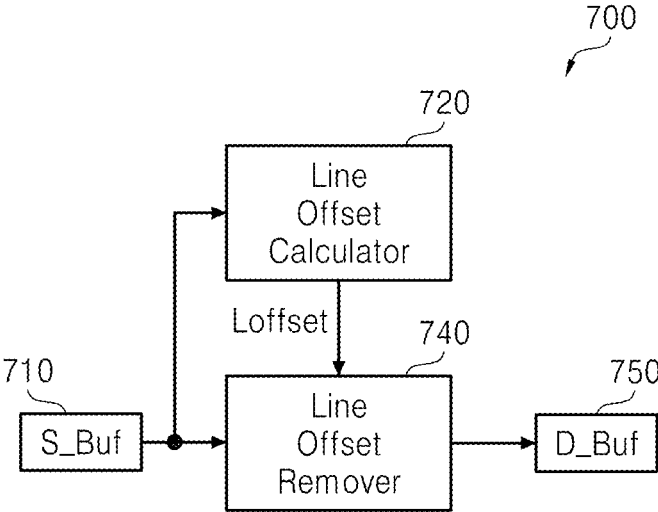 700
720
Line
Offset
Calculator
Loffset
740
710
750
S_Buf
Line
Offset
Remover
D_Buf